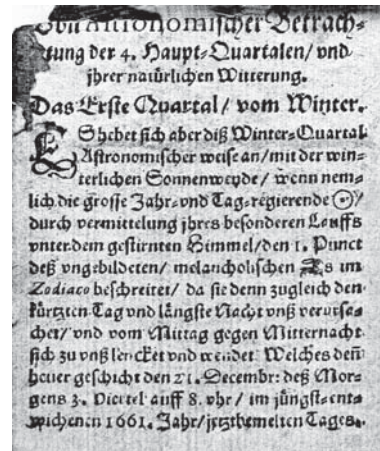 Von Astronomischer Betrach⸗
tung der 4. Haupt⸗Quartalen/ vnd
jhrer natürlichen Witterung.
Das Erste Quartal/ vom Winter.
ES hebet sich aber diß Winter⸗Quartal
Astronomischer weise an/ mit der win⸗
terlichen Sonnenwende/ wenn nem⸗
lich die grosse Jahr⸗vnd Tag⸗regierende ☉/
durch vermittelung jhres besonderen Lauffs
vnter dem gestirnten Himmel/ den 1. Punct
deß vngebildeten/ melancholischen ♑s im
Zodiaco beschreitet/ da sie denn zugleich den
kürtzten Tag vnd längste Nacht vnß verursa⸗
chet/ vnd vom Mittag gegen Mitternacht
sich zu vnß lencket vnd wendet. Welches deñ
heuer geschicht den 21. Decembr: deß Mor⸗
gens 3. Viertel auff 8. vhr/ im jüngst⸗ent⸗
wichenen 1661. Jahr/ jetzthemelten Tages.